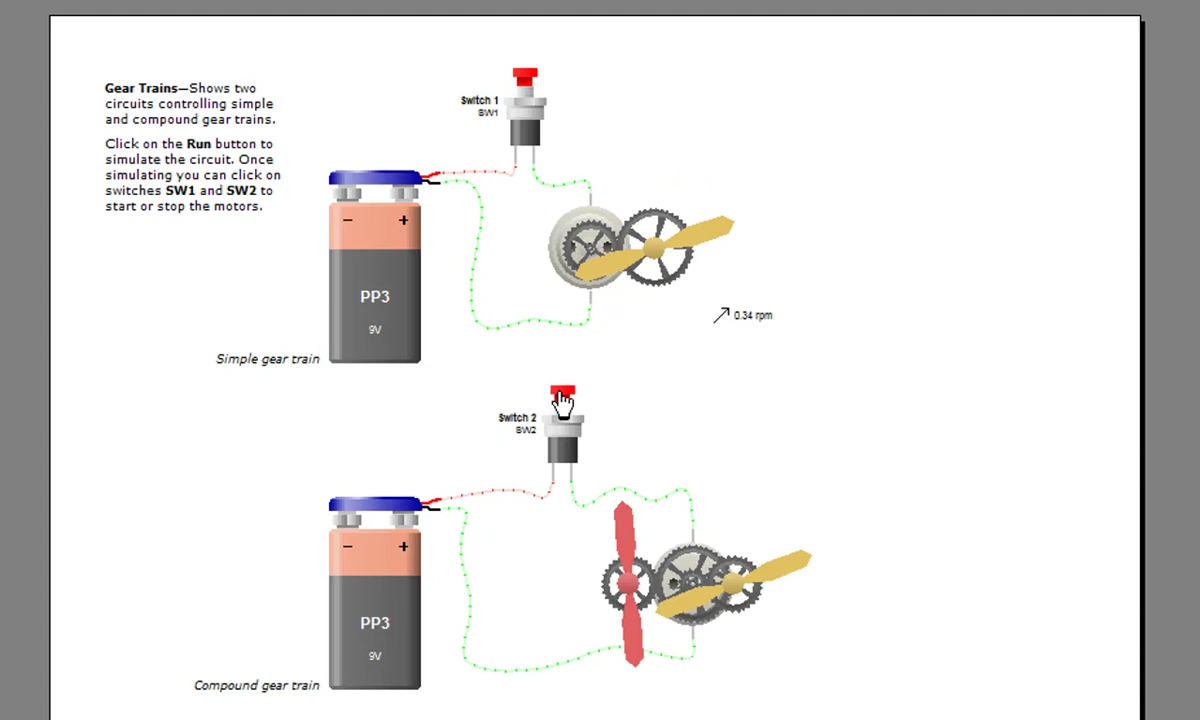 Gear Trains—Shows two
circuits controlling simple
and compound gear trains.
Click on the Run button to
simulate the circuit. Once
simulating you can click on
switches SW1 and SW2 to
start or stop the motors.
Switch 1
SW1
− +
PP3
9V
0.34 rpm
Simple gear train
Switch 2
SW2
− +
PP3
9V
Compound gear train